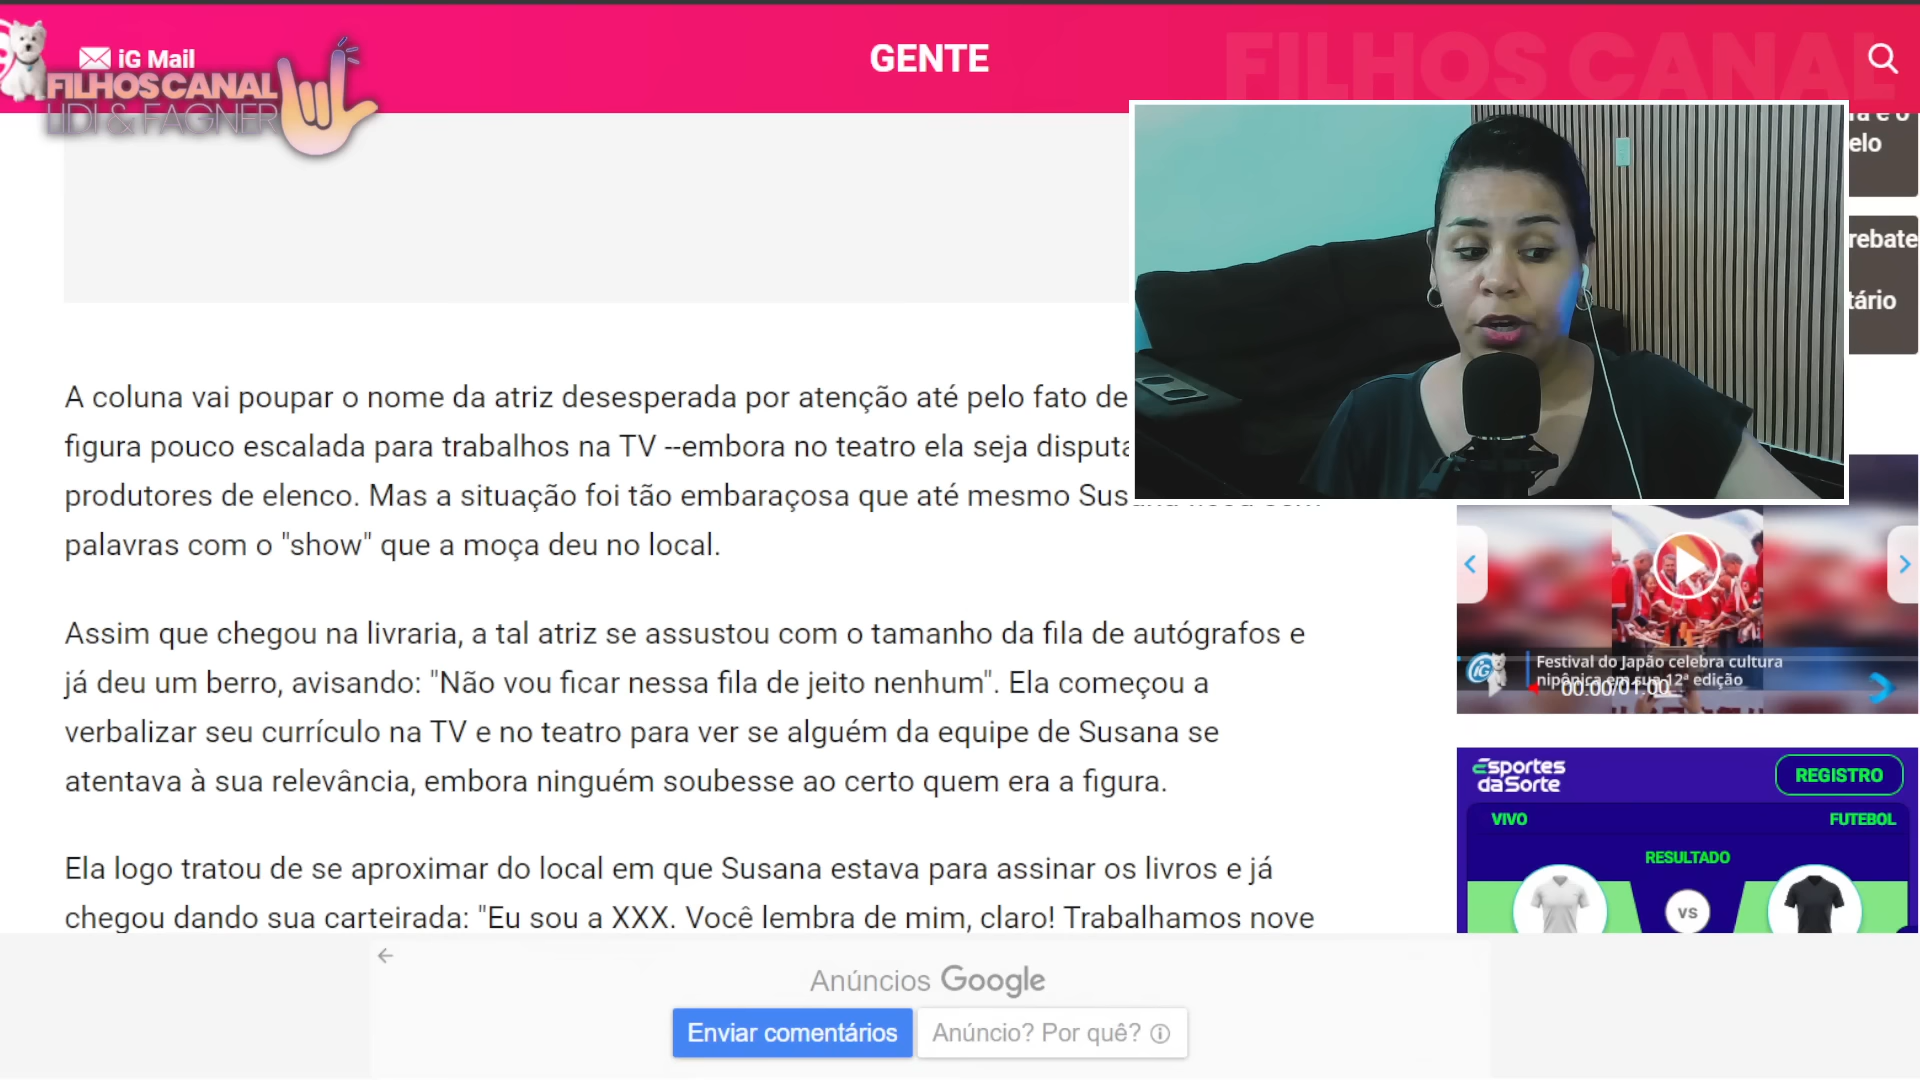 iG Mail
GENTE
FILHOS CANAL
FILHOS CANAL
LIDI & FAGNER
elo
rebate
tário
A coluna vai poupar o nome da atriz desesperada por atenção até pelo fato de
figura pouco escalada para trabalhos na TV --embora no teatro ela seja
produtores de elenco. Mas a situação foi tão embaraçosa que até mesmo
palavras com o "show" que a moça deu no local.
Assim que chegou na livraria, a tal atriz se assustou com o tamanho da fila de autógrafos e
já deu um berro, avisando: "Não vou ficar nessa fila de jeito nenhum". Ela começou a
verbalizar seu currículo na TV e no teatro para ver se alguém da equipe de Susana se
atentava à sua relevância, embora ninguém soubesse ao certo quem era a figura.
Ela logo tratou de se aproximar do local em que Susana estava para assinar os livros e já
chegou dando sua carteirada: "Eu sou a XXX. Você lembra de mim, claro! Trabalhamos nove
iG
Festival do Japão celebra cultura
nipônica em sua 12ª edição
00:00/01:00
Esportes
da Sorte
REGISTRO
VIVO
FUTEBOL
RESULTADO
VS
Anúncios Google
Enviar comentários
Anúncio? Por quê?